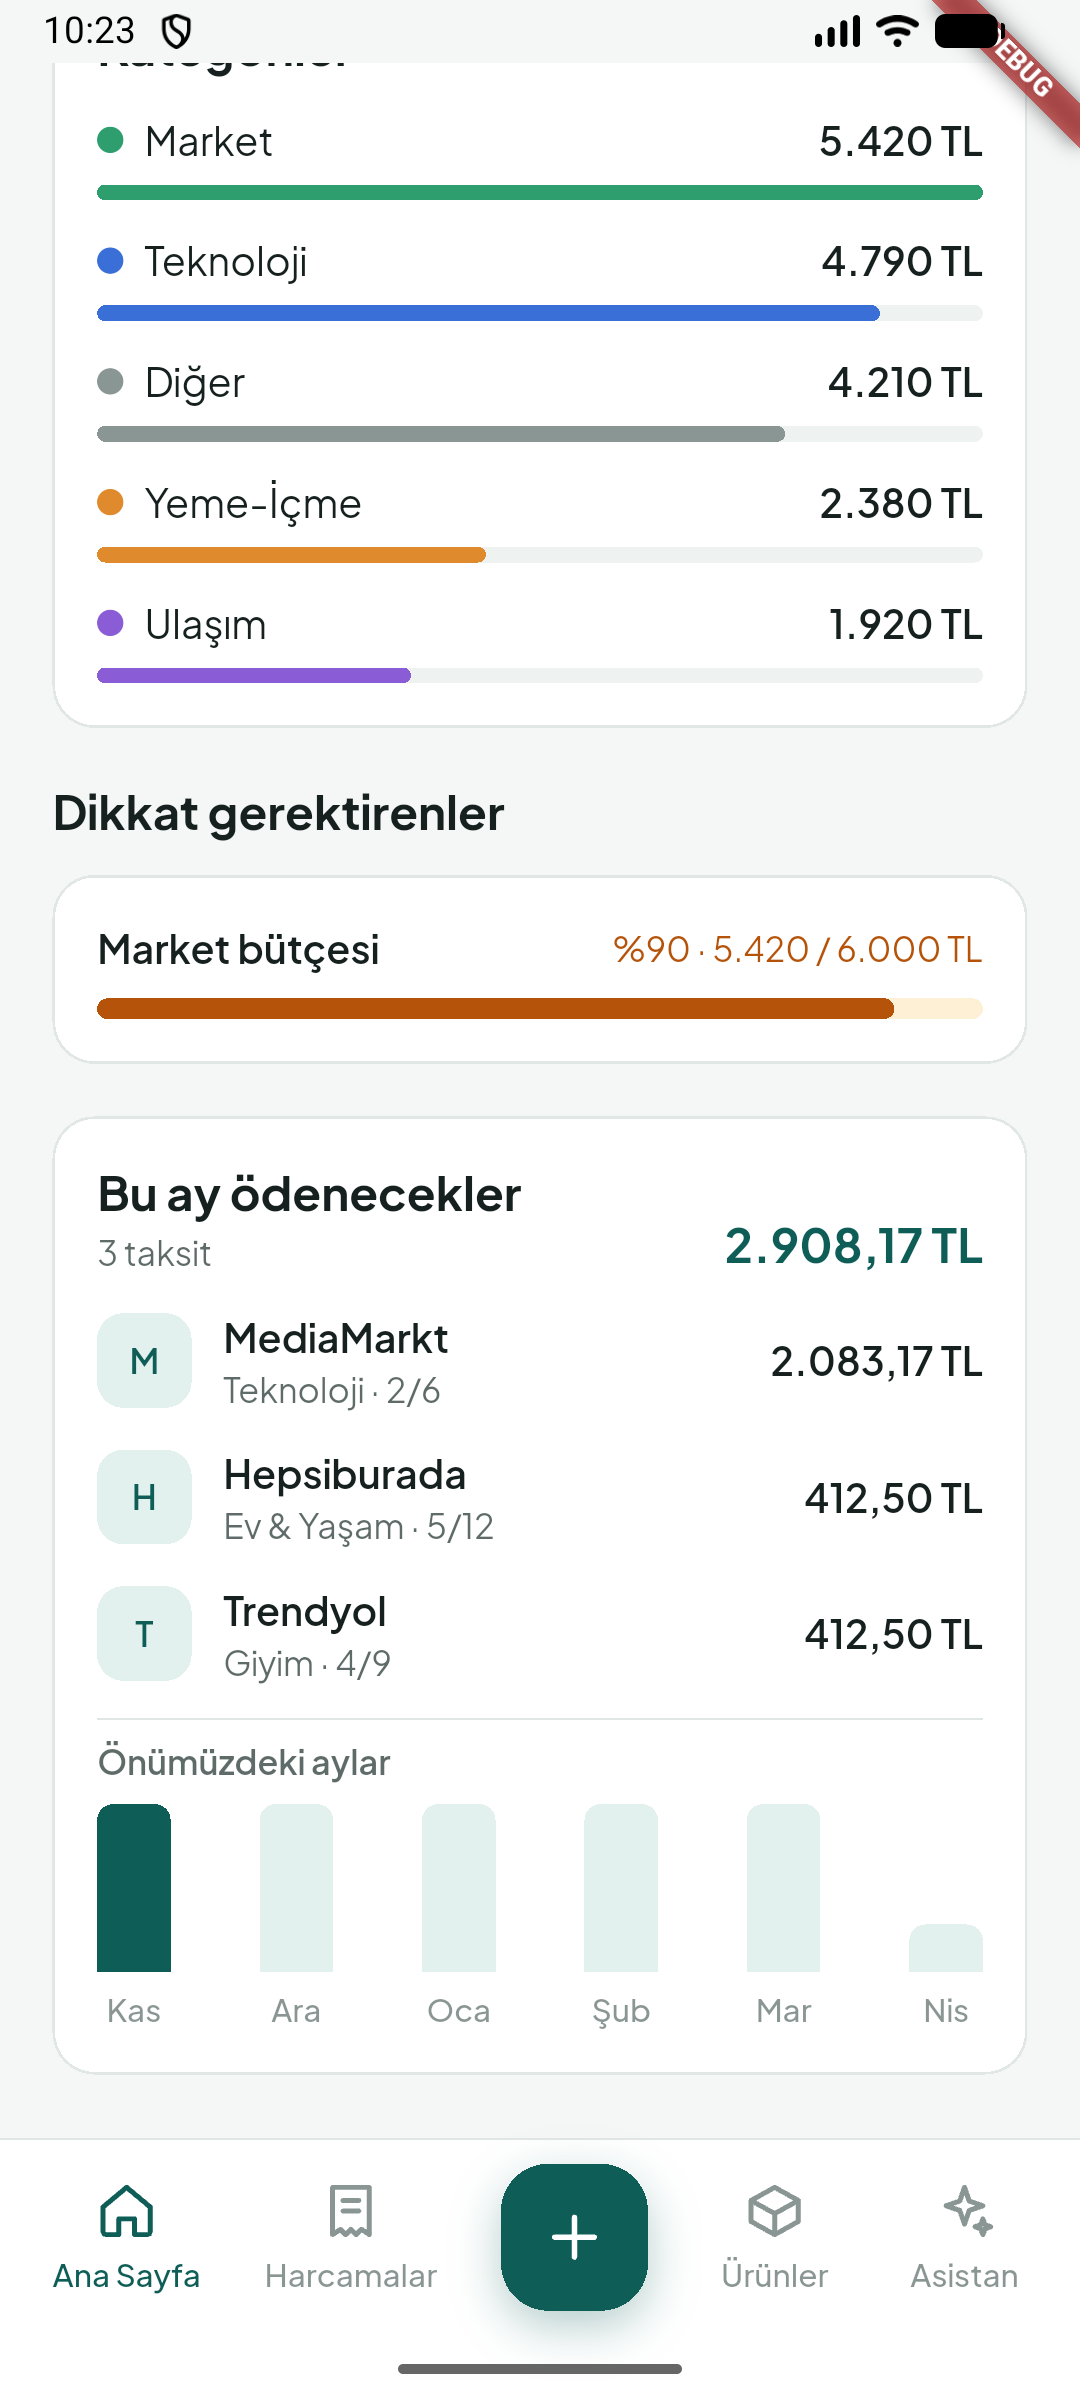 10:23
EBUG
Kategoriler
Market 5.420 TL
Teknoloji 4.790 TL
Diğer 4.210 TL
Yeme-İçme 2.380 TL
Ulaşım 1.920 TL
Dikkat gerektirenler
Market bütçesi %90 · 5.420 / 6.000 TL
Bu ay ödenecekler
3 taksit 2.908,17 TL
M MediaMarkt 2.083,17 TL
Teknoloji · 2/6
H Hepsiburada 412,50 TL
Ev & Yaşam · 5/12
T Trendyol 412,50 TL
Giyim · 4/9
Önümüzdeki aylar
Kas Ara Oca Şub Mar Nis
Ana Sayfa Harcamalar Ürünler Asistan